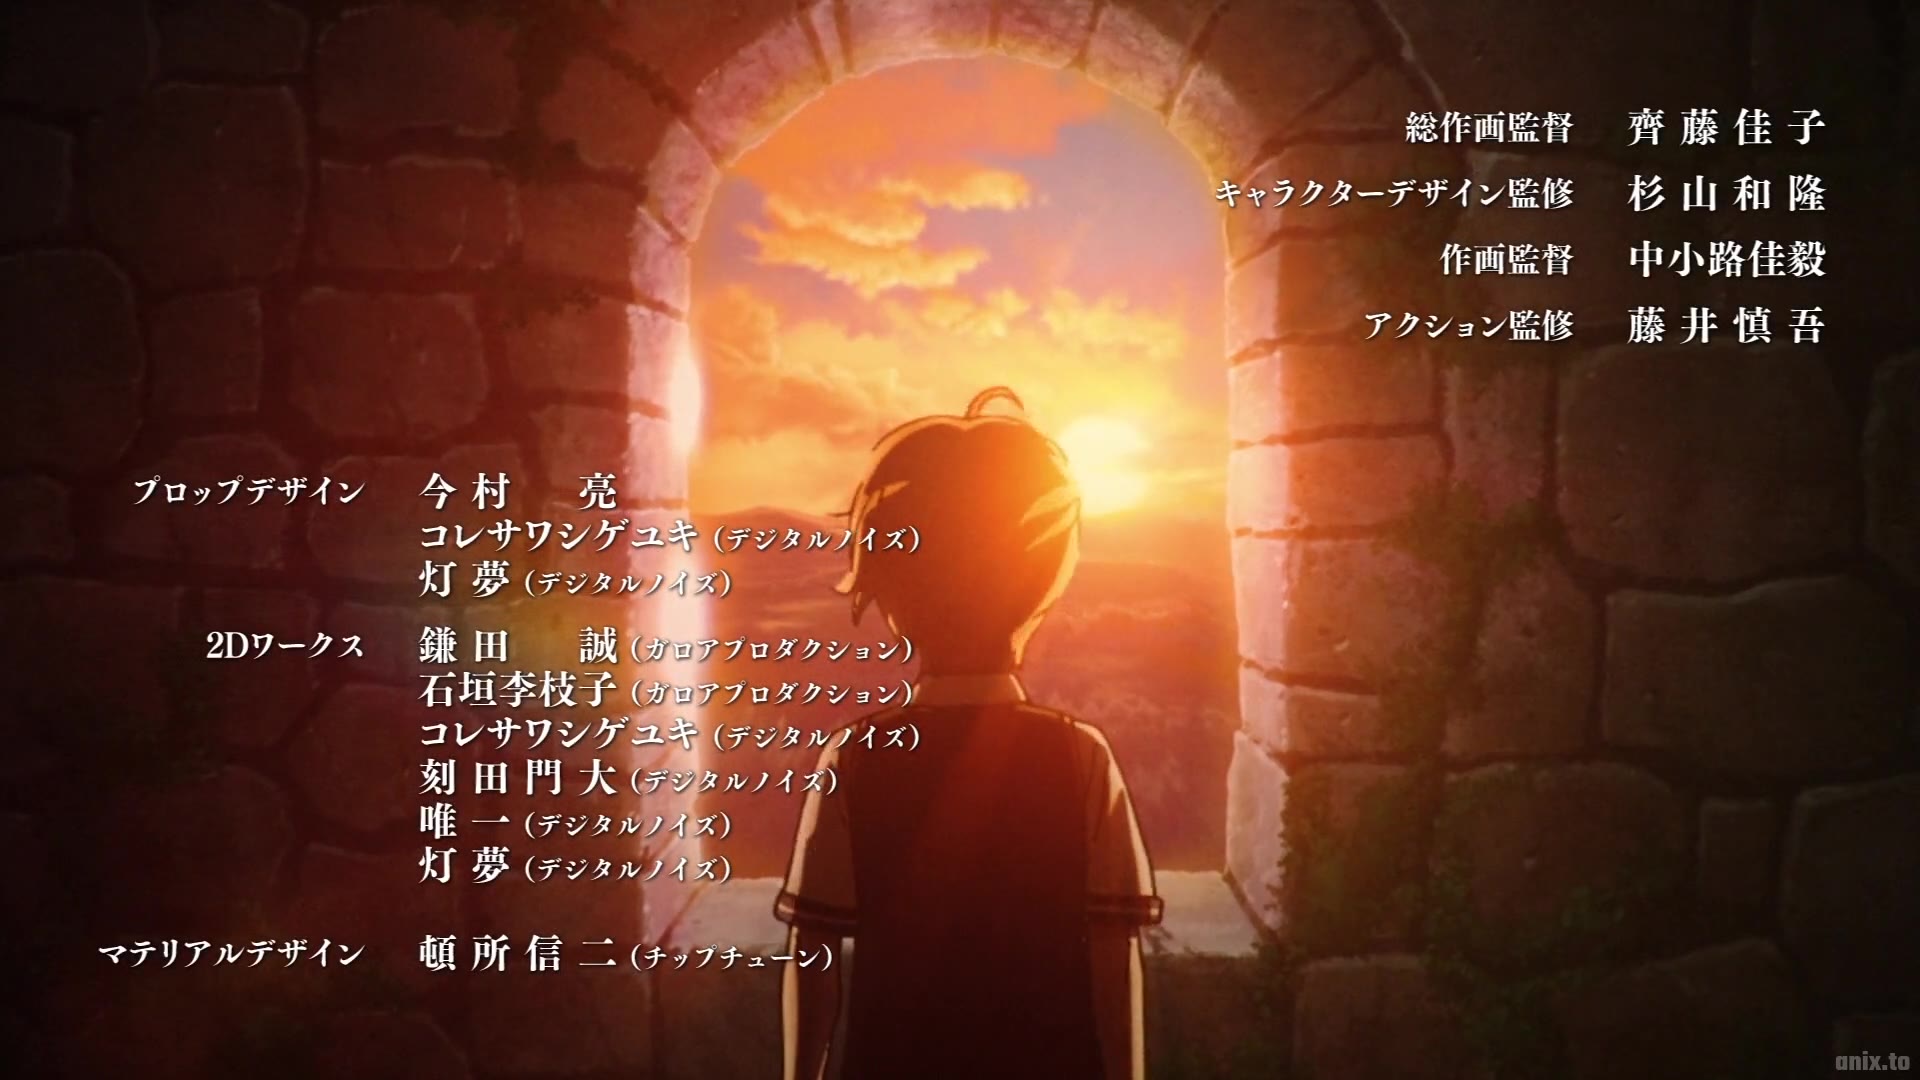 総作画監督 齊藤佳子
キャラクターデザイン監修 杉山和隆
作画監督 中小路佳毅
アクション監修 藤井慎吾
プロップデザイン 今村 亮
コレサワシゲユキ(デジタルノイズ)
灯夢(デジタルノイズ)
2Dワークス 鎌田 誠(ガロアプロダクション)
石垣李枝子(ガロアプロダクション)
コレサワシゲユキ(デジタルノイズ)
刻田門大(デジタルノイズ)
唯一(デジタルノイズ)
灯夢(デジタルノイズ)
マテリアルデザイン 頓所信二(チップチューン)
anix.to